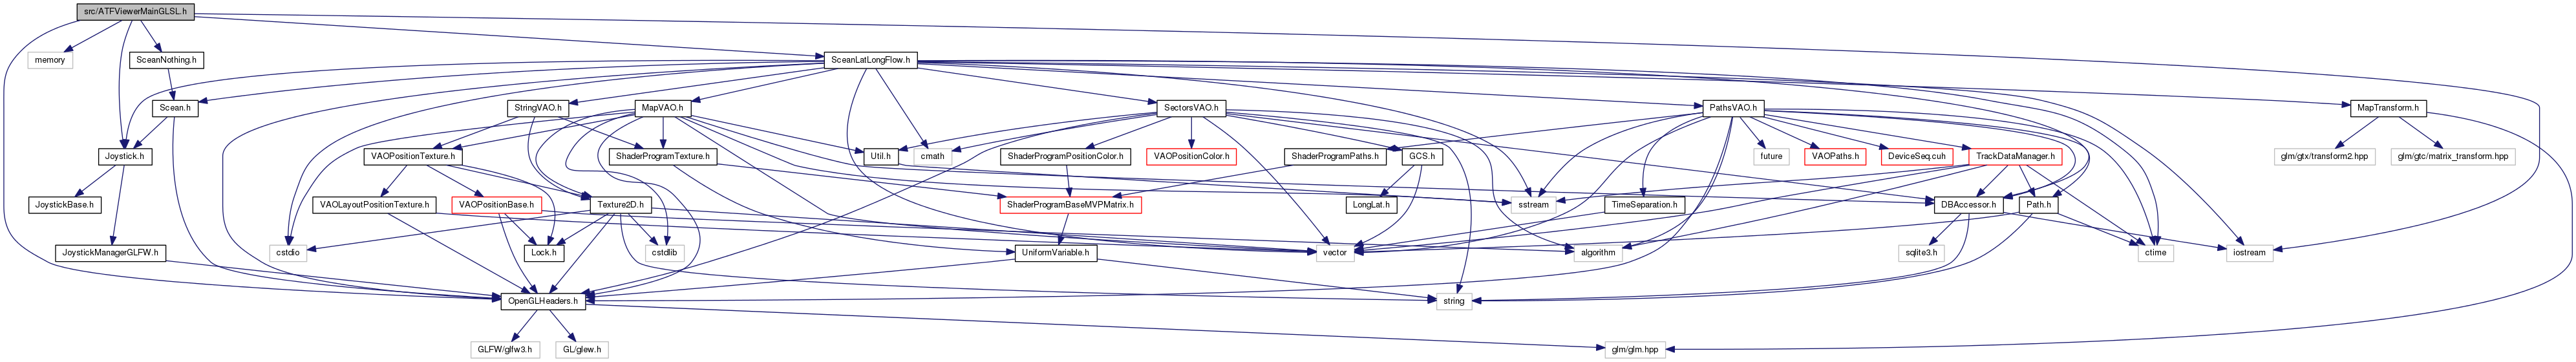 src/ATFViewerMainGLSL.h
memory
SceanNothing.h
SceanLatLongFlow.h
Scean.h
StringVAO.h
MapVAO.h
SectorsVAO.h
PathsVAO.h
MapTransform.h
Joystick.h
VAOPositionTexture.h
ShaderProgramTexture.h
Util.h
cmath
ShaderProgramPositionColor.h
VAOPositionColor.h
ShaderProgramPaths.h
GCS.h
future
VAOPaths.h
DeviceSeq.cuh
TrackDataManager.h
glm/gtx/transform2.hpp
glm/gtc/matrix_transform.hpp
JoystickBase.h
VAOLayoutPositionTexture.h
VAOPositionBase.h
Texture2D.h
ShaderProgramBaseMVPMatrix.h
LongLat.h
sstream
TimeSeparation.h
DBAccessor.h
Path.h
JoystickManagerGLFW.h
cstdio
Lock.h
cstdlib
UniformVariable.h
vector
algorithm
sqlite3.h
ctime
iostream
OpenGLHeaders.h
string
GLFW/glfw3.h
GL/glew.h
glm/glm.hpp